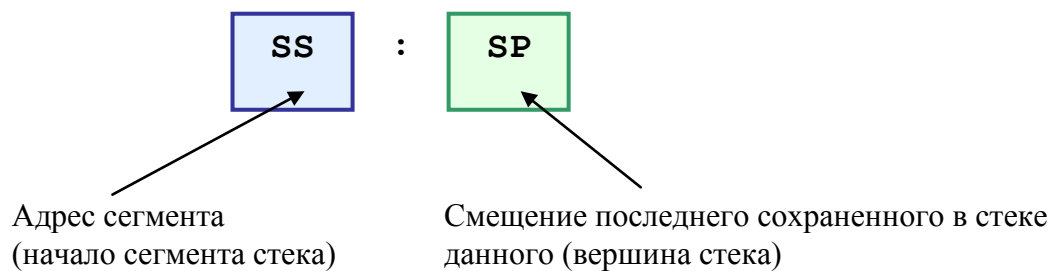 SS : SP
Адрес сегмента
(начало сегмента стека)
Смещение последнего сохраненного в стеке
данного (вершина стека)